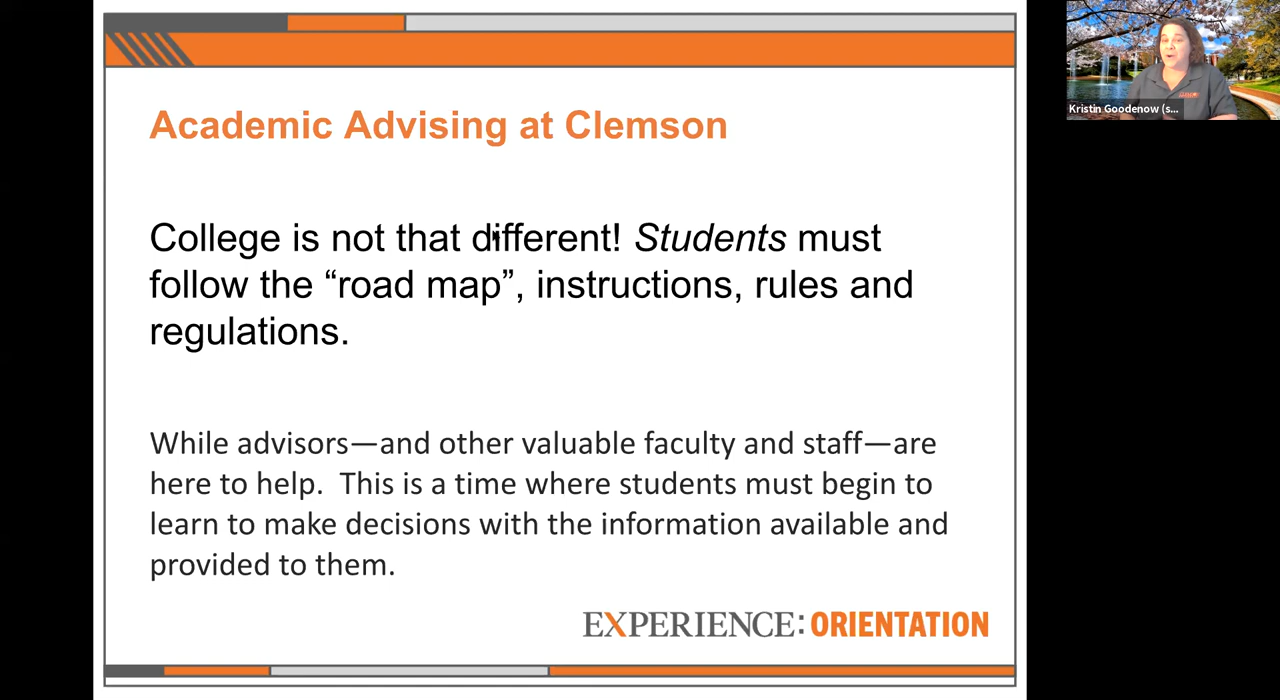 Academic Advising at Clemson
College is not that different! Students must
follow the “road map”, instructions, rules and
regulations.
While advisors—and other valuable faculty and staff—are
here to help.  This is a time where students must begin to
learn to make decisions with the information available and
provided to them.
EXPERIENCE: ORIENTATION
Kristin Goodenow (s...